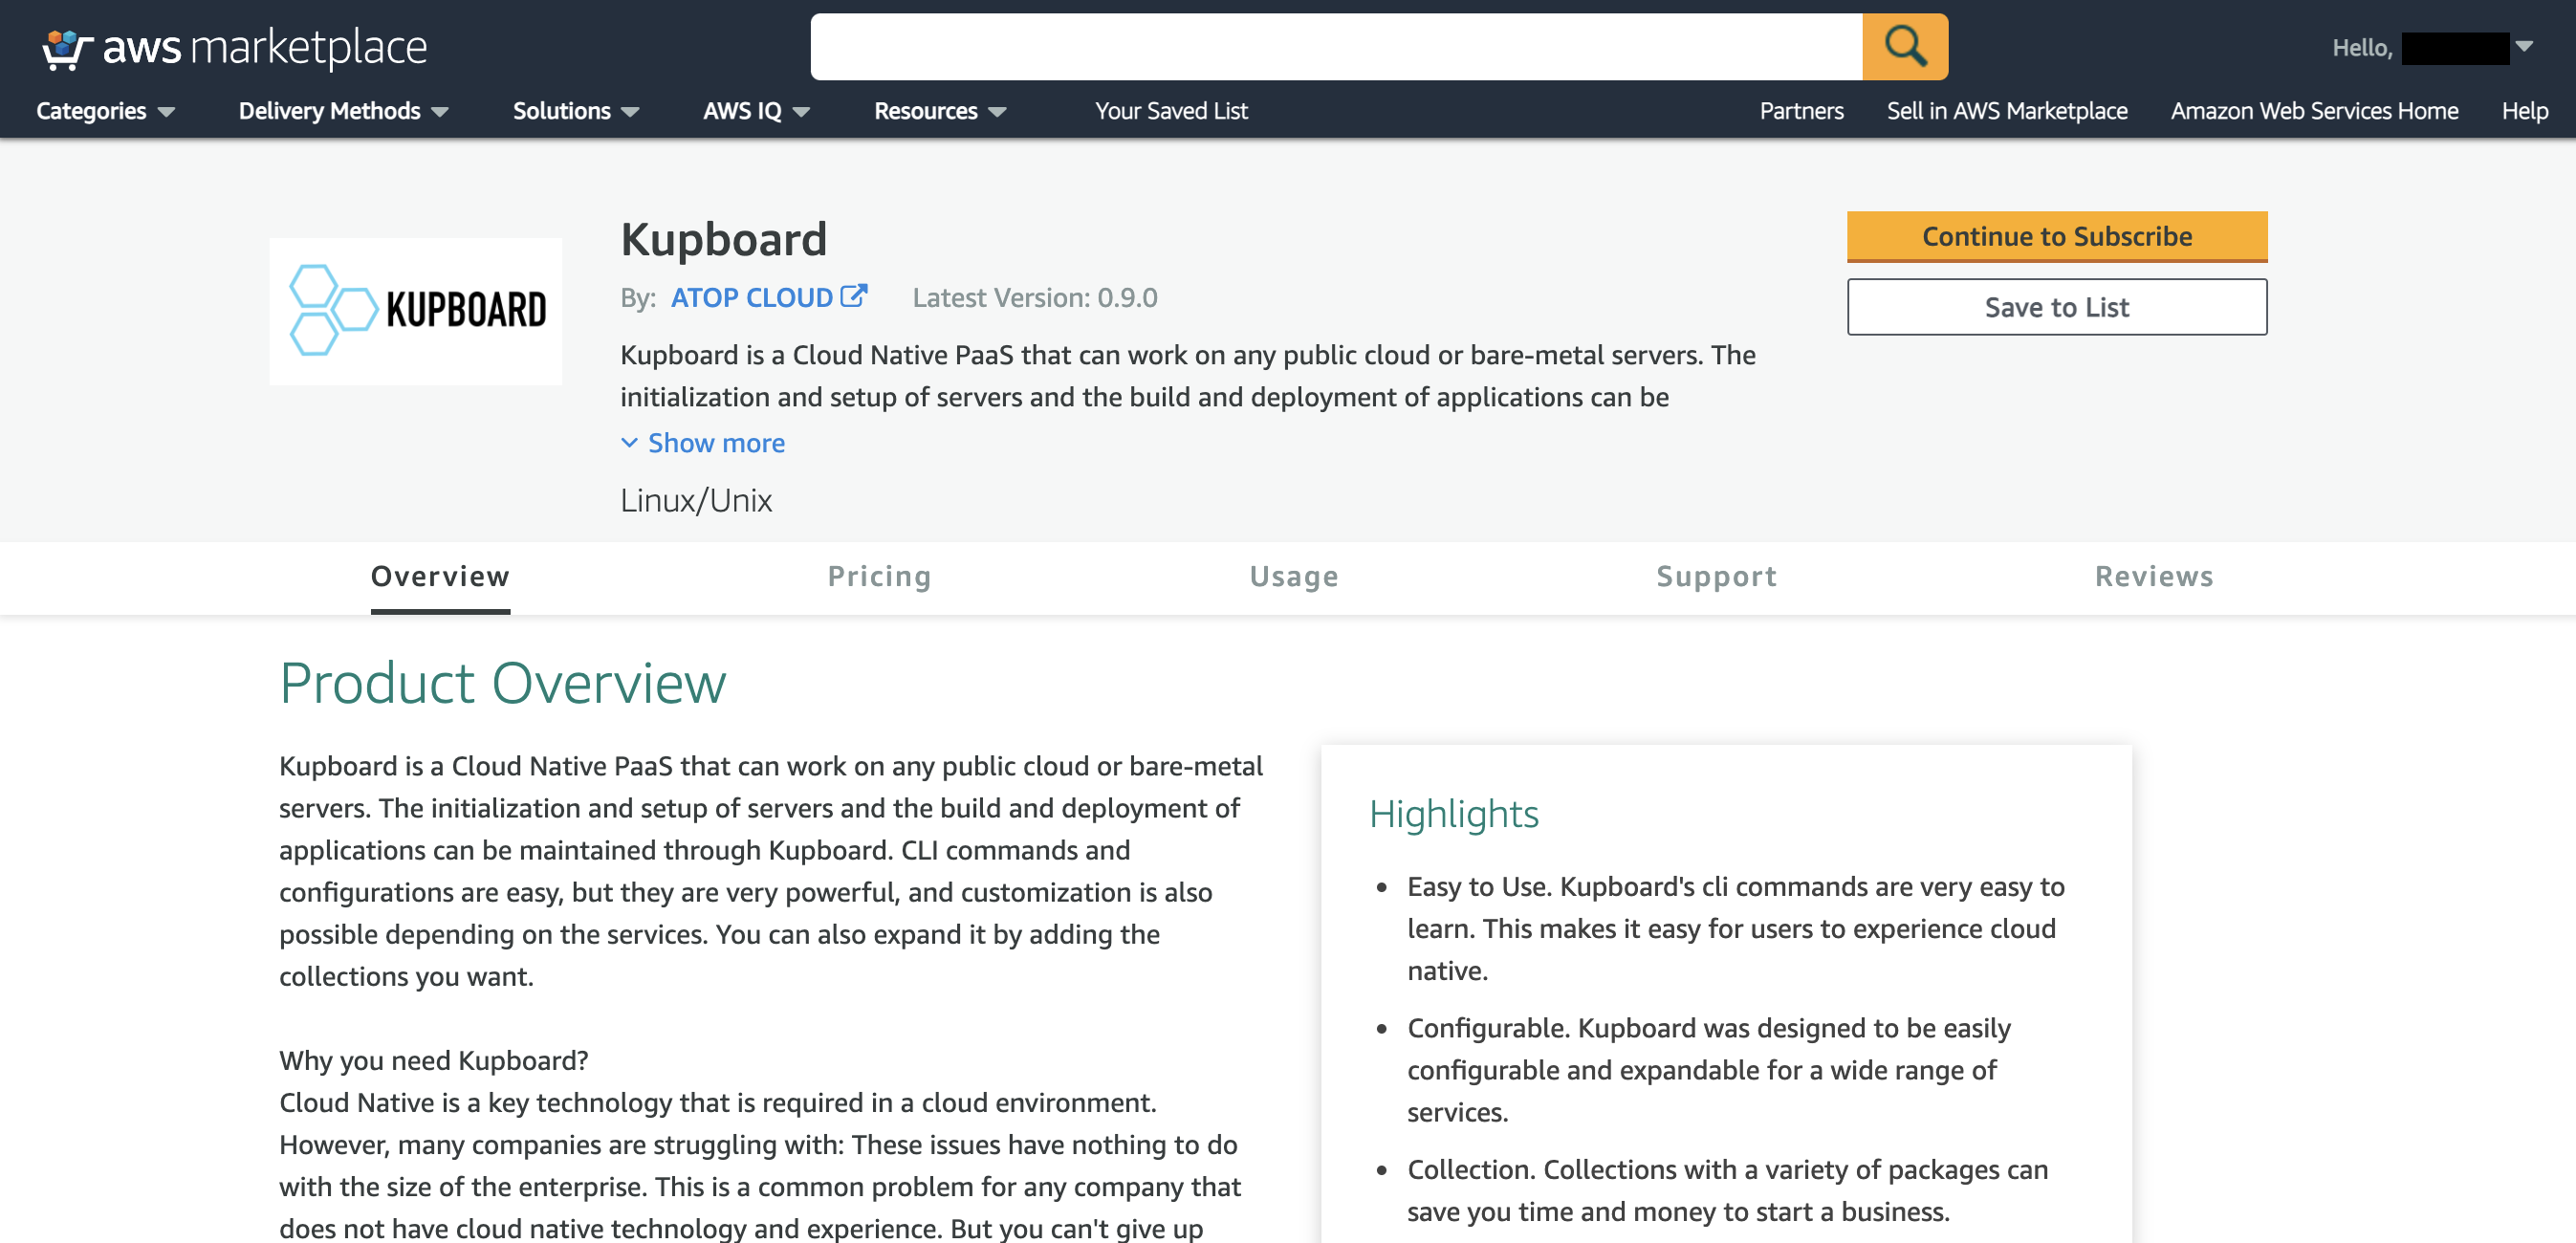 aws marketplace
Hello,
Categories Delivery Methods Solutions AWS IQ Resources Your Saved List Partners Sell in AWS Marketplace Amazon Web Services Home Help
KUPBOARD
Kupboard
By: ATOP CLOUD Latest Version: 0.9.0
Kupboard is a Cloud Native PaaS that can work on any public cloud or bare-metal servers. The
initialization and setup of servers and the build and deployment of applications can be
Show more
Linux/Unix
Continue to Subscribe
Save to List
Overview Pricing Usage Support Reviews
Product Overview
Kupboard is a Cloud Native PaaS that can work on any public cloud or bare-metal
servers. The initialization and setup of servers and the build and deployment of
applications can be maintained through Kupboard. CLI commands and
configurations are easy, but they are very powerful, and customization is also
possible depending on the services. You can also expand it by adding the
collections you want.
Why you need Kupboard?
Cloud Native is a key technology that is required in a cloud environment.
However, many companies are struggling with: These issues have nothing to do
with the size of the enterprise. This is a common problem for any company that
does not have cloud native technology and experience. But you can't give up
Highlights
• Easy to Use. Kupboard's cli commands are very easy to
learn. This makes it easy for users to experience cloud
native.
• Configurable. Kupboard was designed to be easily
configurable and expandable for a wide range of
services.
• Collection. Collections with a variety of packages can
save you time and money to start a business.